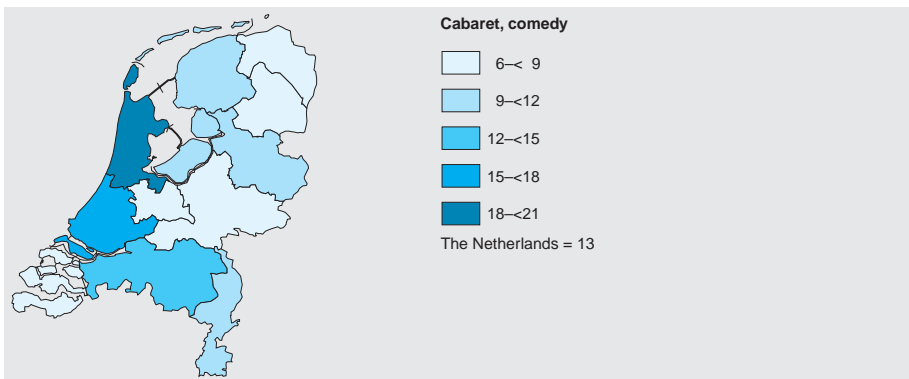 Cabaret, comedy
6–< 9
9–<12
12–<15
15–<18
18–<21
The Netherlands = 13